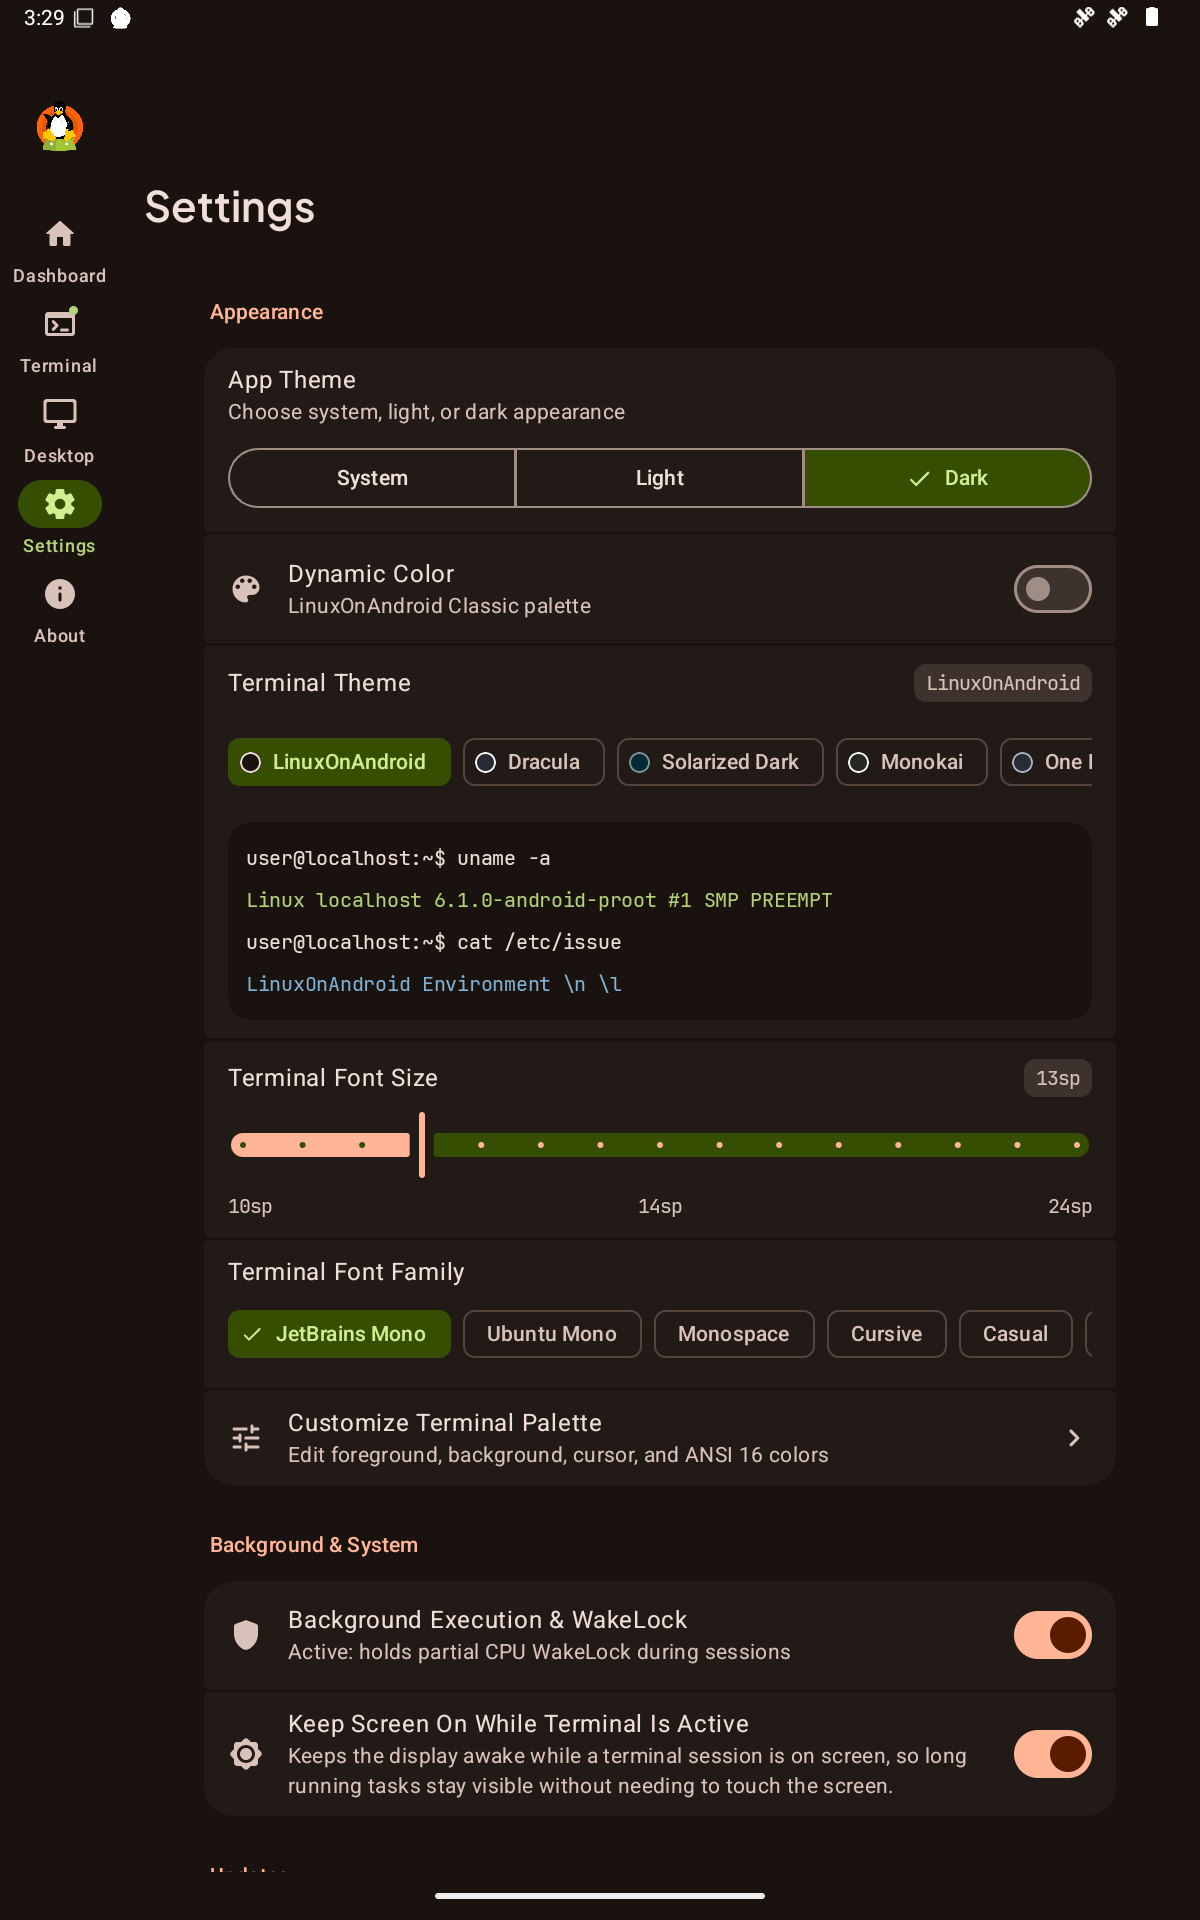 3:29
Settings
Dashboard
Terminal
Desktop
Settings
About
Appearance
App Theme
Choose system, light, or dark appearance
System
Light
Dark
Dynamic Color
LinuxOnAndroid Classic palette
Terminal Theme
LinuxOnAndroid
LinuxOnAndroid
Dracula
Solarized Dark
Monokai
One
user@localhost:~$ uname -a
Linux localhost 6.1.0-android-proot #1 SMP PREEMPT
user@localhost:~$ cat /etc/issue
LinuxOnAndroid Environment \n \l
Terminal Font Size
13sp
10sp
14sp
24sp
Terminal Font Family
JetBrains Mono
Ubuntu Mono
Monospace
Cursive
Casual
Customize Terminal Palette
Edit foreground, background, cursor, and ANSI 16 colors
Background & System
Background Execution & WakeLock
Active: holds partial CPU WakeLock during sessions
Keep Screen On While Terminal Is Active
Keeps the display awake while a terminal session is on screen, so long
running tasks stay visible without needing to touch the screen.